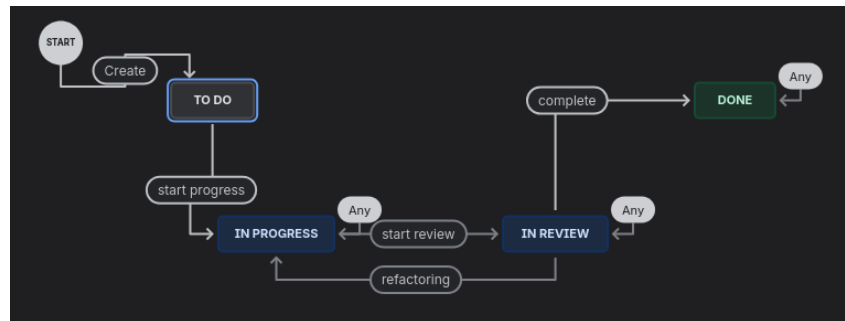 START
Create
Any
TO DO
complete
DONE
start progress
Any
Any
IN PROGRESS
start review
IN REVIEW
refactoring